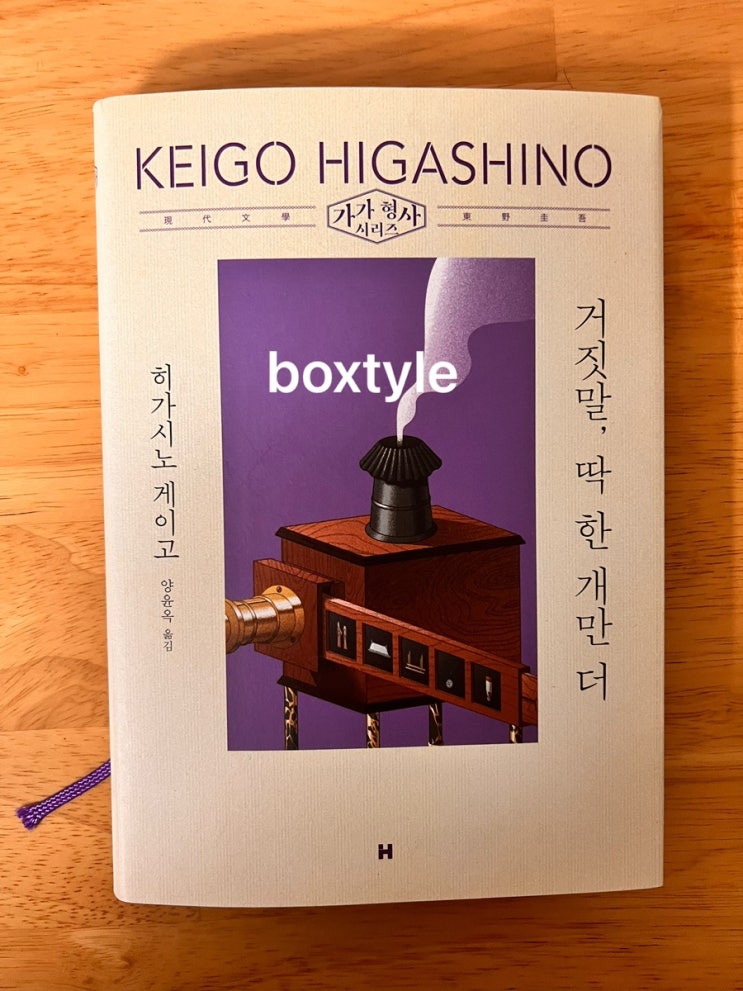 KEIGO HIGASHINO
現代文學
가가 형사
시리즈
東野圭吾
boxtyle
거짓말, 딱 한 개만 더
히가시노 게이고
양윤옥 옮김
H